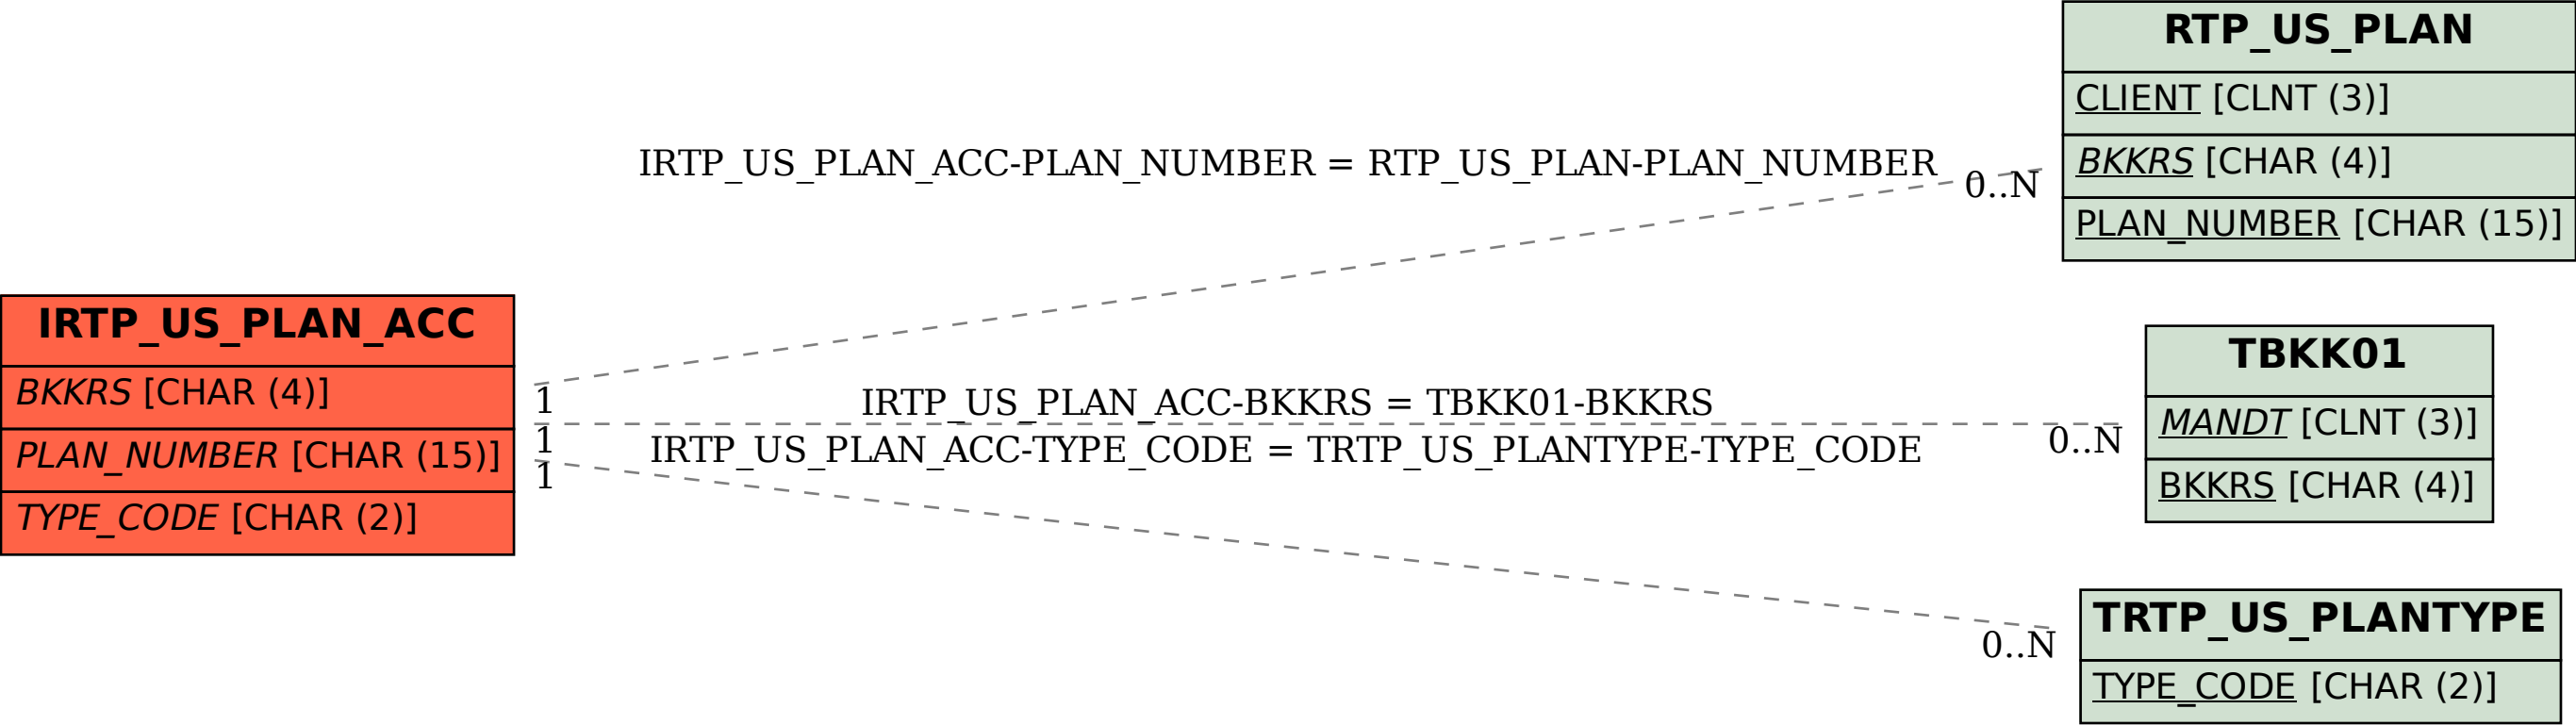 RTP_US_PLAN
CLIENT [CLNT (3)]
BKKRS [CHAR (4)]
PLAN_NUMBER [CHAR (15)]
IRTP_US_PLAN_ACC-PLAN_NUMBER = RTP_US_PLAN-PLAN_NUMBER
0..N
IRTP_US_PLAN_ACC
BKKRS [CHAR (4)]
PLAN_NUMBER [CHAR (15)]
TYPE_CODE [CHAR (2)]
1
IRTP_US_PLAN_ACC-BKKRS = TBKK01-BKKRS
1
0..N
IRTP_US_PLAN_ACC-TYPE_CODE = TRTP_US_PLANTYPE-TYPE_CODE
1
TBKK01
MANDT [CLNT (3)]
BKKRS [CHAR (4)]
0..N
TRTP_US_PLANTYPE
TYPE_CODE [CHAR (2)]